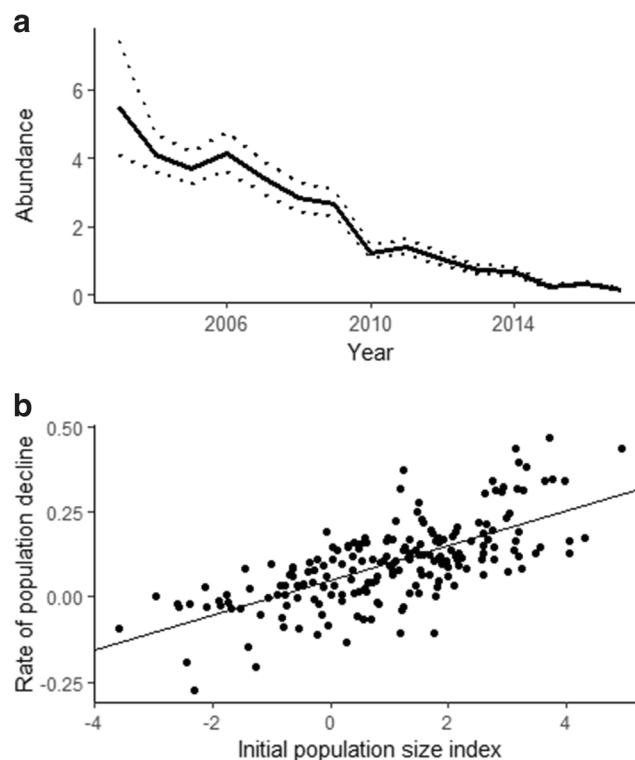 a
6
4
2
0
Abundance
2006 2010 2014
Year
b
0.50
0.25
0.00
-0.25
Rate of population decline
-4 -2 0 2 4
Initial population size index